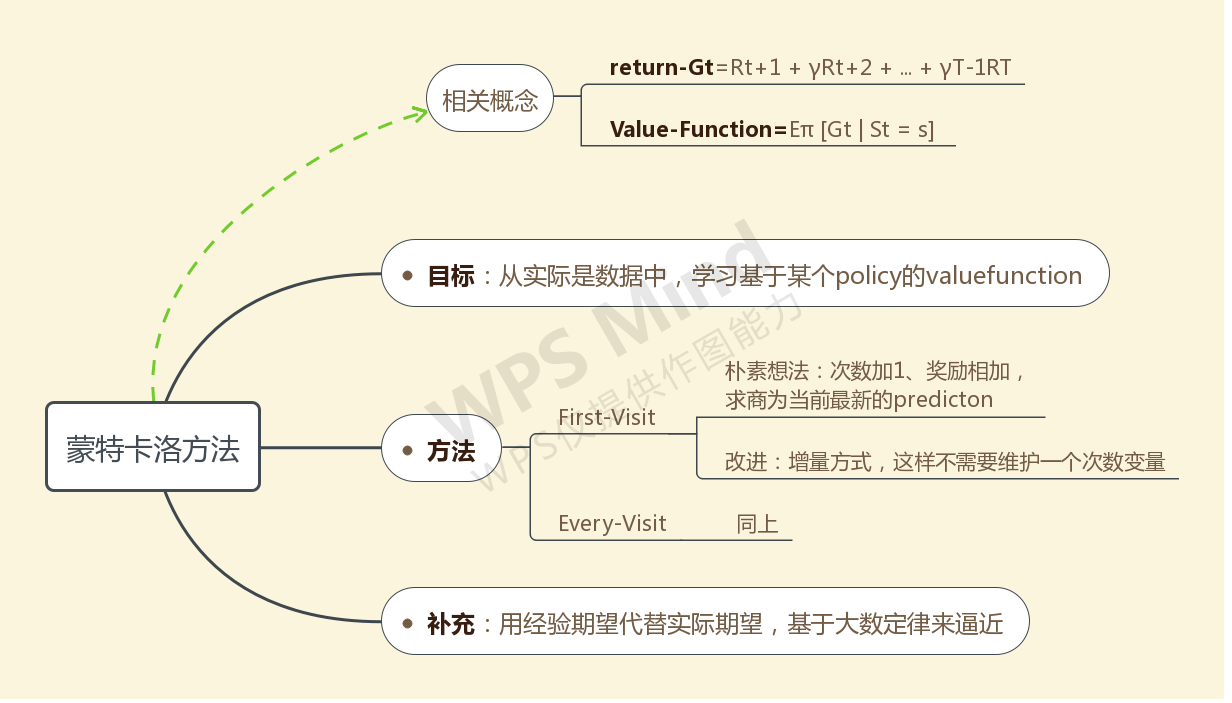 相关概念
return-Gt=Rt+1 + γRt+2 + ... + γT-1RT
Value-Function=Eπ [Gt | St = s]
目标：从实际是数据中，学习基于某个policy的valuefunction
蒙特卡洛方法
方法
First-Visit
朴素想法：次数加1、奖励相加，
求商为当前最新的predicton
改进：增量方式，这样不需要维护一个次数变量
Every-Visit
同上
补充：用经验期望代替实际期望，基于大数定律来逼近
WPS Mind
WPS仅提供作图能力